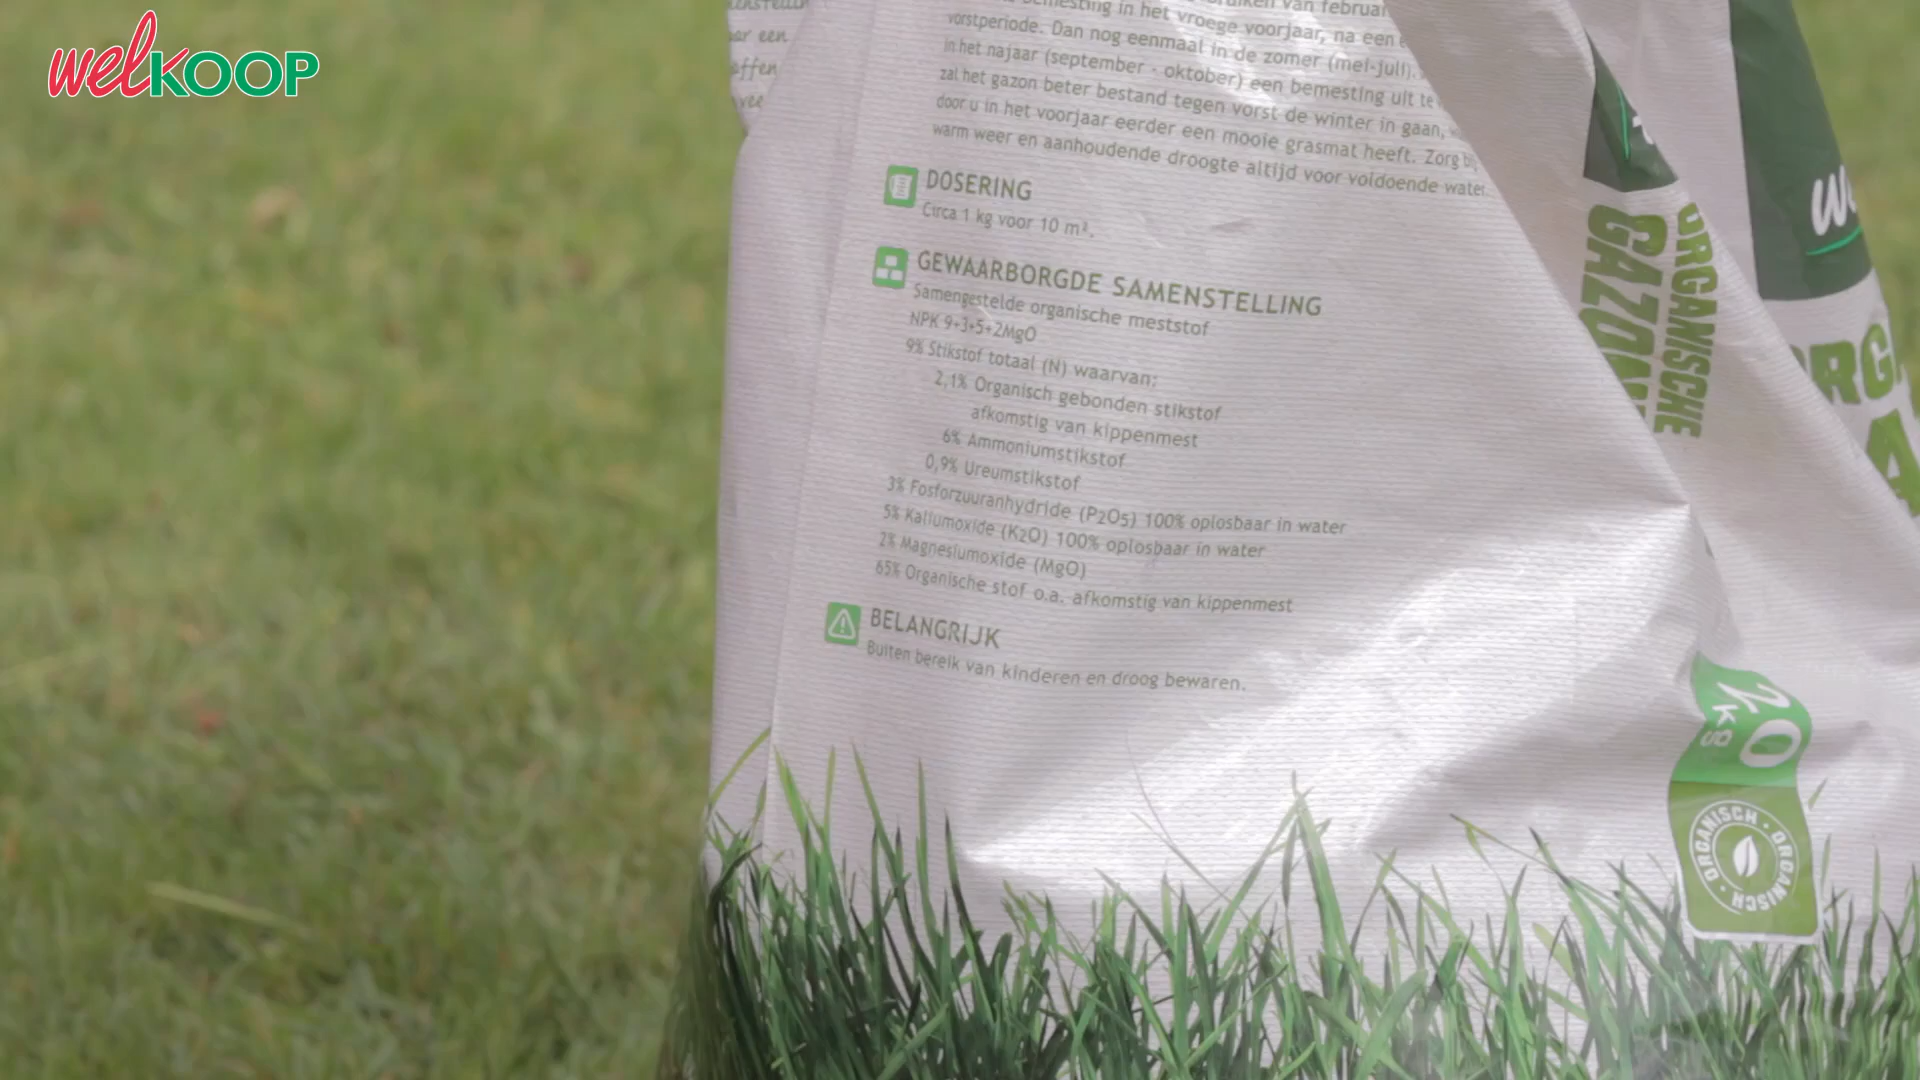 welkoop
ar een
bemesting in het vroege voorjaar, na een
vorstperiode. Dan nog eenmaal in de zomer (mei-juli).
in het najaar (september - oktober) een bemesting uit te
zal het gazon beter bestand tegen vorst de winter in gaan,
door u in het voorjaar eerder een mooie grasmat heeft. Zorg bij
warm weer en aanhoudende droogte altijd voor voldoende water.
DOSERING
Circa 1 kg voor 10 m².
GEWAARBORGDE SAMENSTELLING
Samengestelde organische meststof
NPK 9+3+5+2MgO
9% Stikstof totaal (N) waarvan:
2,1% Organisch gebonden stikstof
afkomstig van kippenmest
6% Ammoniumstikstof
0,9% Ureumstikstof
3% Fosforzuuranhydride (P2O5) 100% oplosbaar in water
5% Kaliumoxide (K2O) 100% oplosbaar in water
2% Magnesiumoxide (MgO)
65% Organische stof o.a. afkomstig van kippenmest
BELANGRIJK
Buiten bereik van kinderen en droog bewaren.
ORGANISCHE
GAZON
20
kg
ORGANISCH · ORGANISCH ·